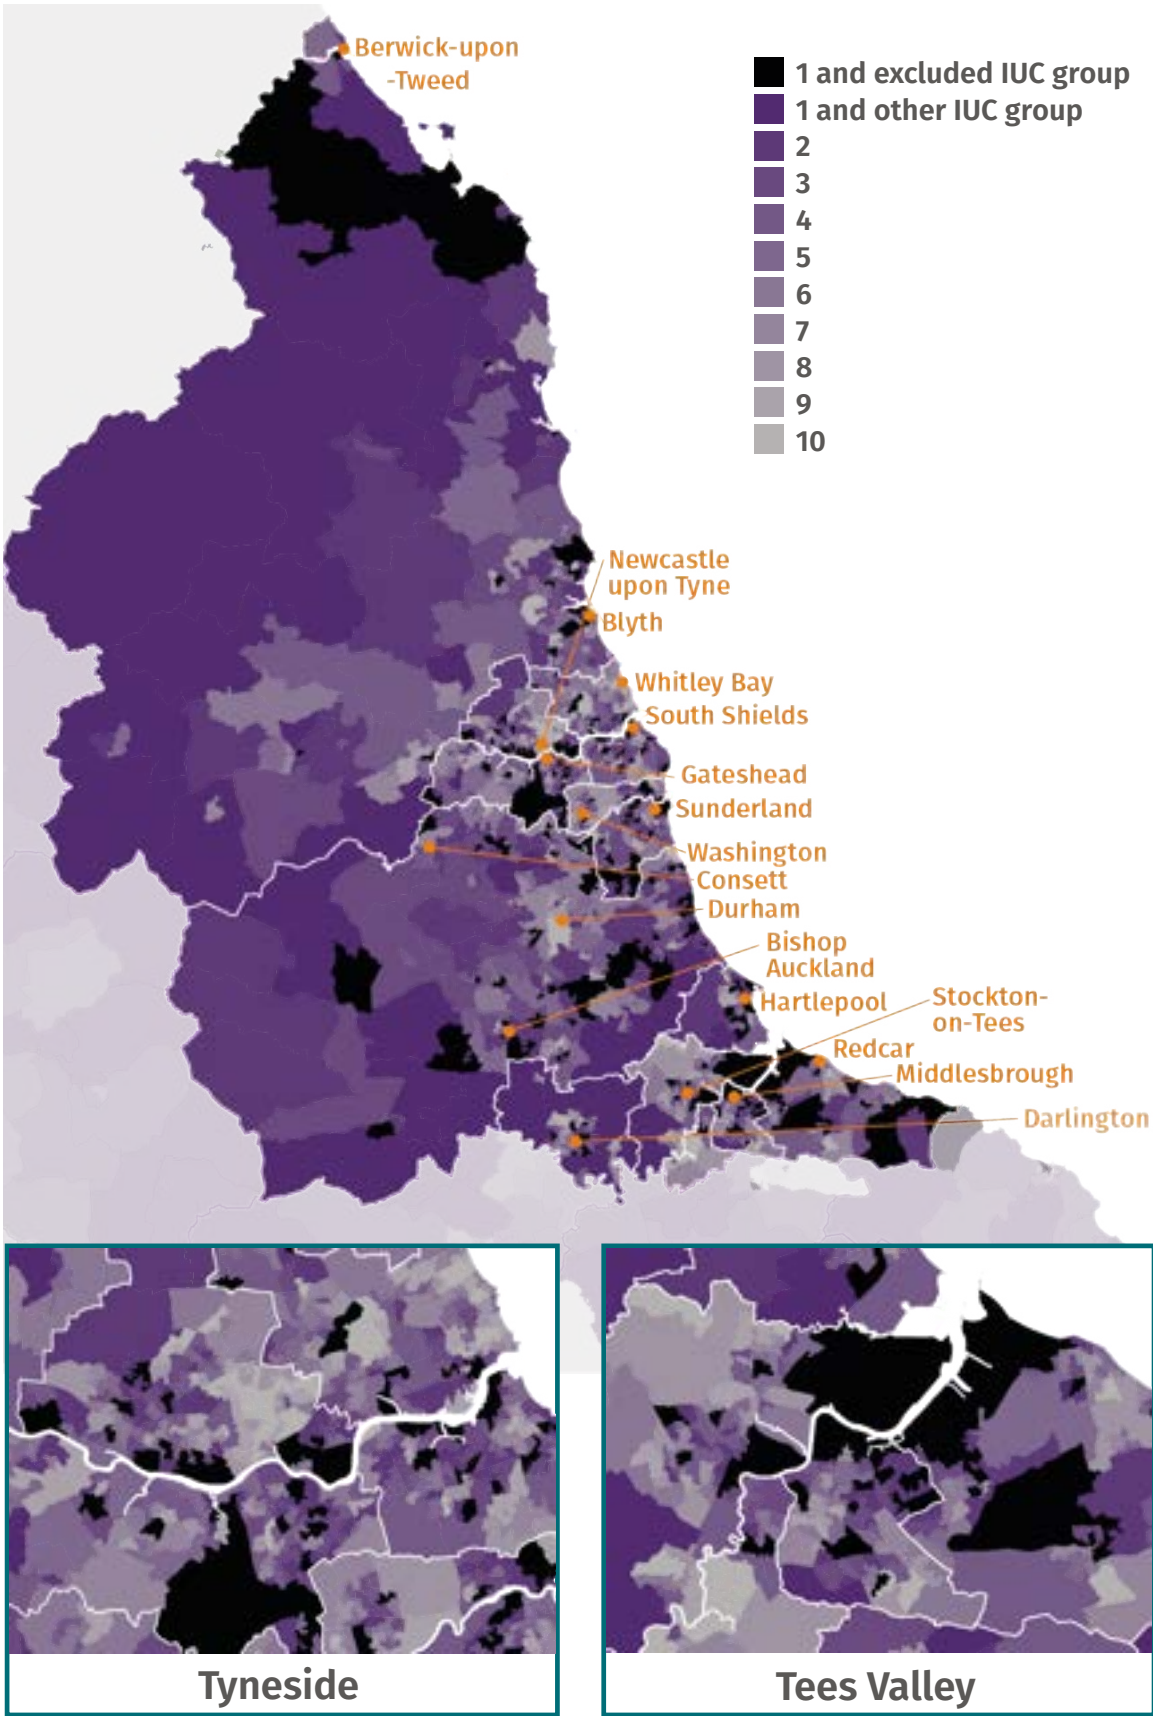 Berwick-upon
-Tweed
1 and excluded IUC group
1 and other IUC group
2
3
4
5
6
7
8
9
10
Newcastle
upon Tyne
Blyth
Whitley Bay
South Shields
Gateshead
Sunderland
Washington
Consett
Durham
Bishop
Auckland
Hartlepool
Stockton-
on-Tees
Redcar
Middlesbrough
Darlington
Tyneside
Tees Valley